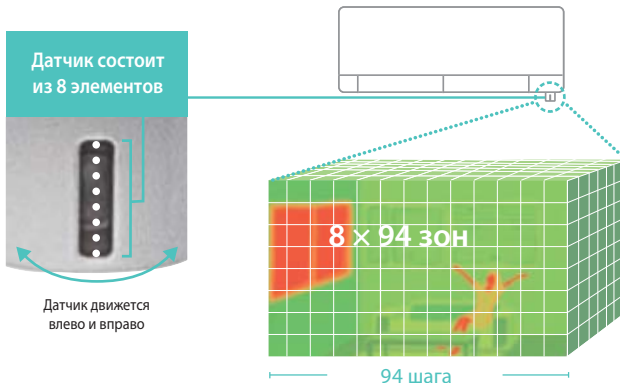 Датчик состоит
из 8 элементов
8 × 94 зон
Датчик движется
влево и вправо
94 шага